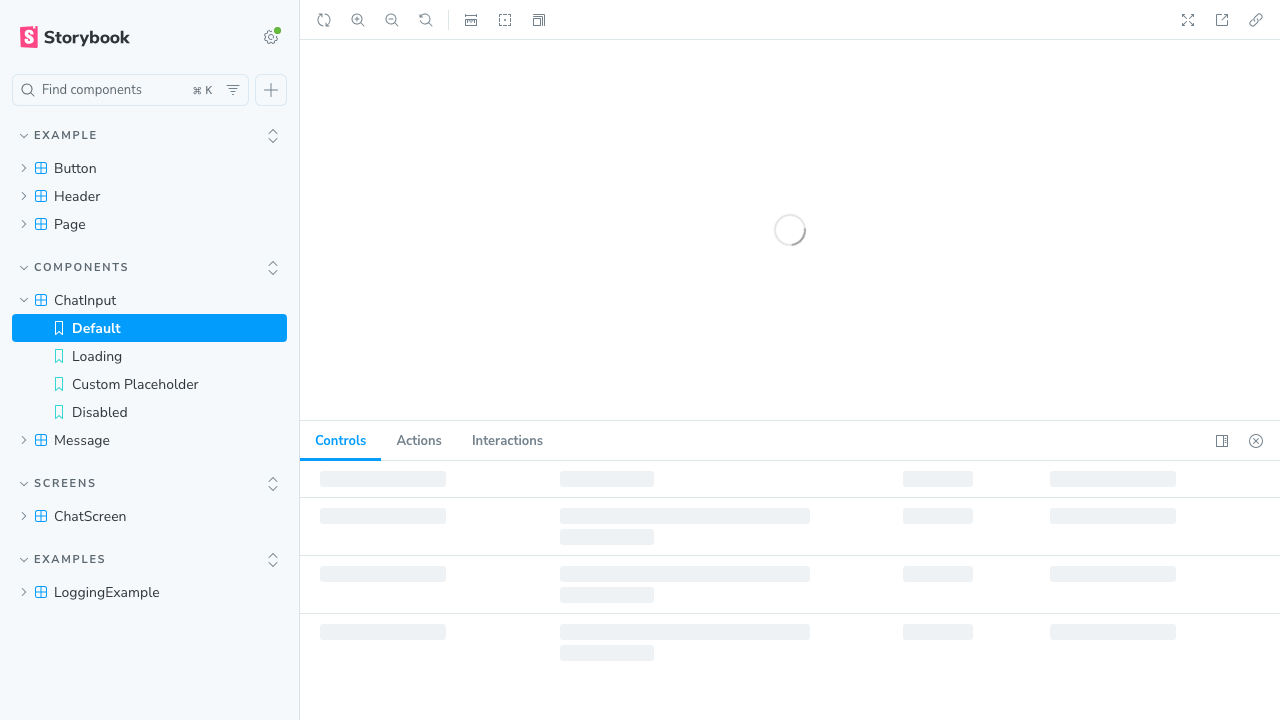 Storybook
Find components
⌘ K
EXAMPLE
Button
Header
Page
COMPONENTS
ChatInput
Default
Loading
Custom Placeholder
Disabled
Message
SCREENS
ChatScreen
EXAMPLES
LoggingExample
Controls
Actions
Interactions